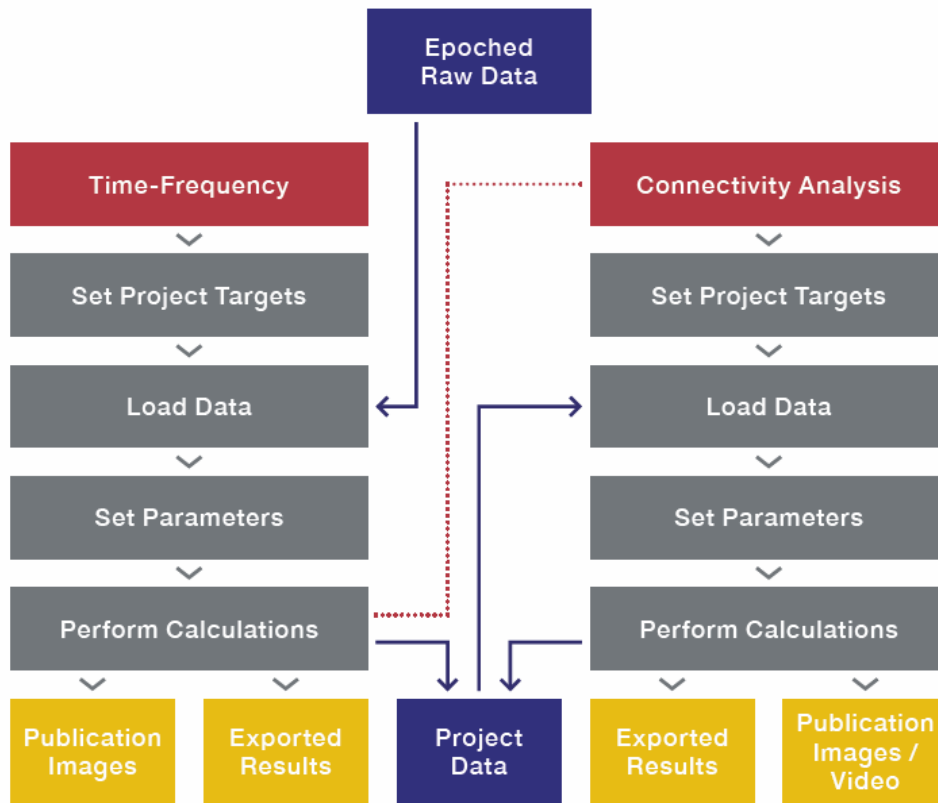 Epoched
Raw Data
Time-Frequency
Connectivity Analysis
Set Project Targets
Set Project Targets
Load Data
Load Data
Set Parameters
Set Parameters
Perform Calculations
Perform Calculations
Publication
Images
Exported
Results
Project
Data
Exported
Results
Publication
Images /
Video